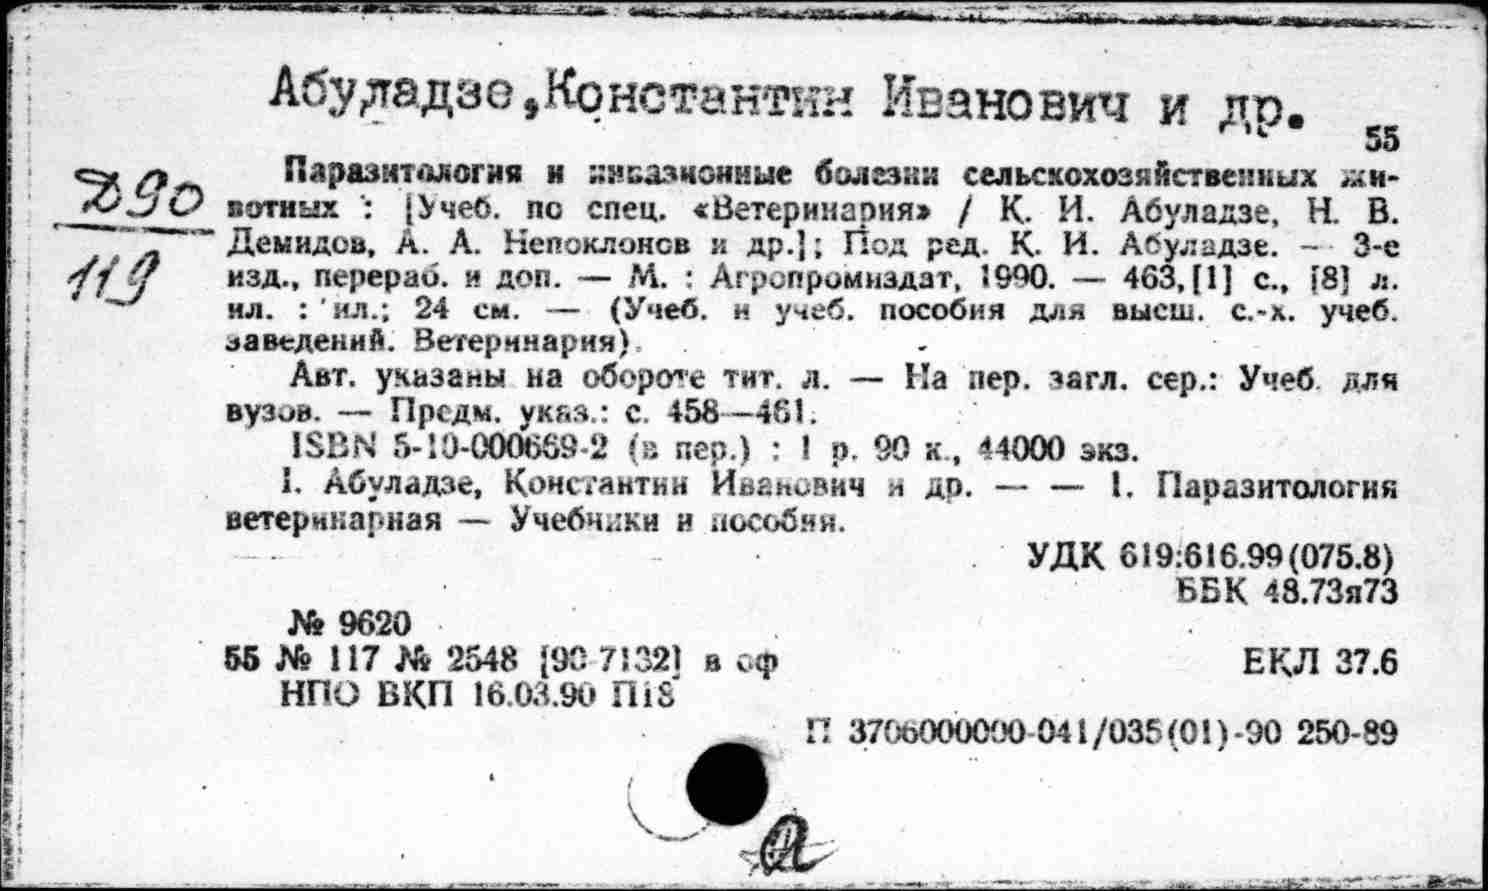 Абуладзе,Константин Иванович и др.
55
Д90
119
Паразитология и инвазионные болезни сельскохозяйственных жи-
вотных : [Учеб. по спец. «Ветеринария» / К. И. Абуладзе, Н. В.
Демидов, А. А. Непоклонов и др.]; Под ред. К. И. Абуладзе. — 3-е
изд., перераб. и доп. — М. : Агропромиздат, 1990. — 463,[1] с., [8] л.
ил. : ил.; 24 см. — (Учеб. и учеб. пособия для высш. с.-х. учеб.
заведений. Ветеринария).
Авт. указаны на обороте тит. л. — На пер. загл. сер.: Учеб. для
вузов. — Предм. указ.: с. 458—461.
ISBN 5-10-000669-2 (в пер.) : 1 р. 90 к., 44000 экз.
I. Абуладзе, Константин Иванович и др. — — 1. Паразитология
ветеринарная — Учебники и пособия.
УДК 619:616.99(075.8)
ББК 48.73я73
№ 9620
55 № 117 № 2548 [90-7132] в оф
ЕКЛ 37.6
НПО ВКП 16.03.90 П18
П 3706000000-041/035(01)-90 250-89